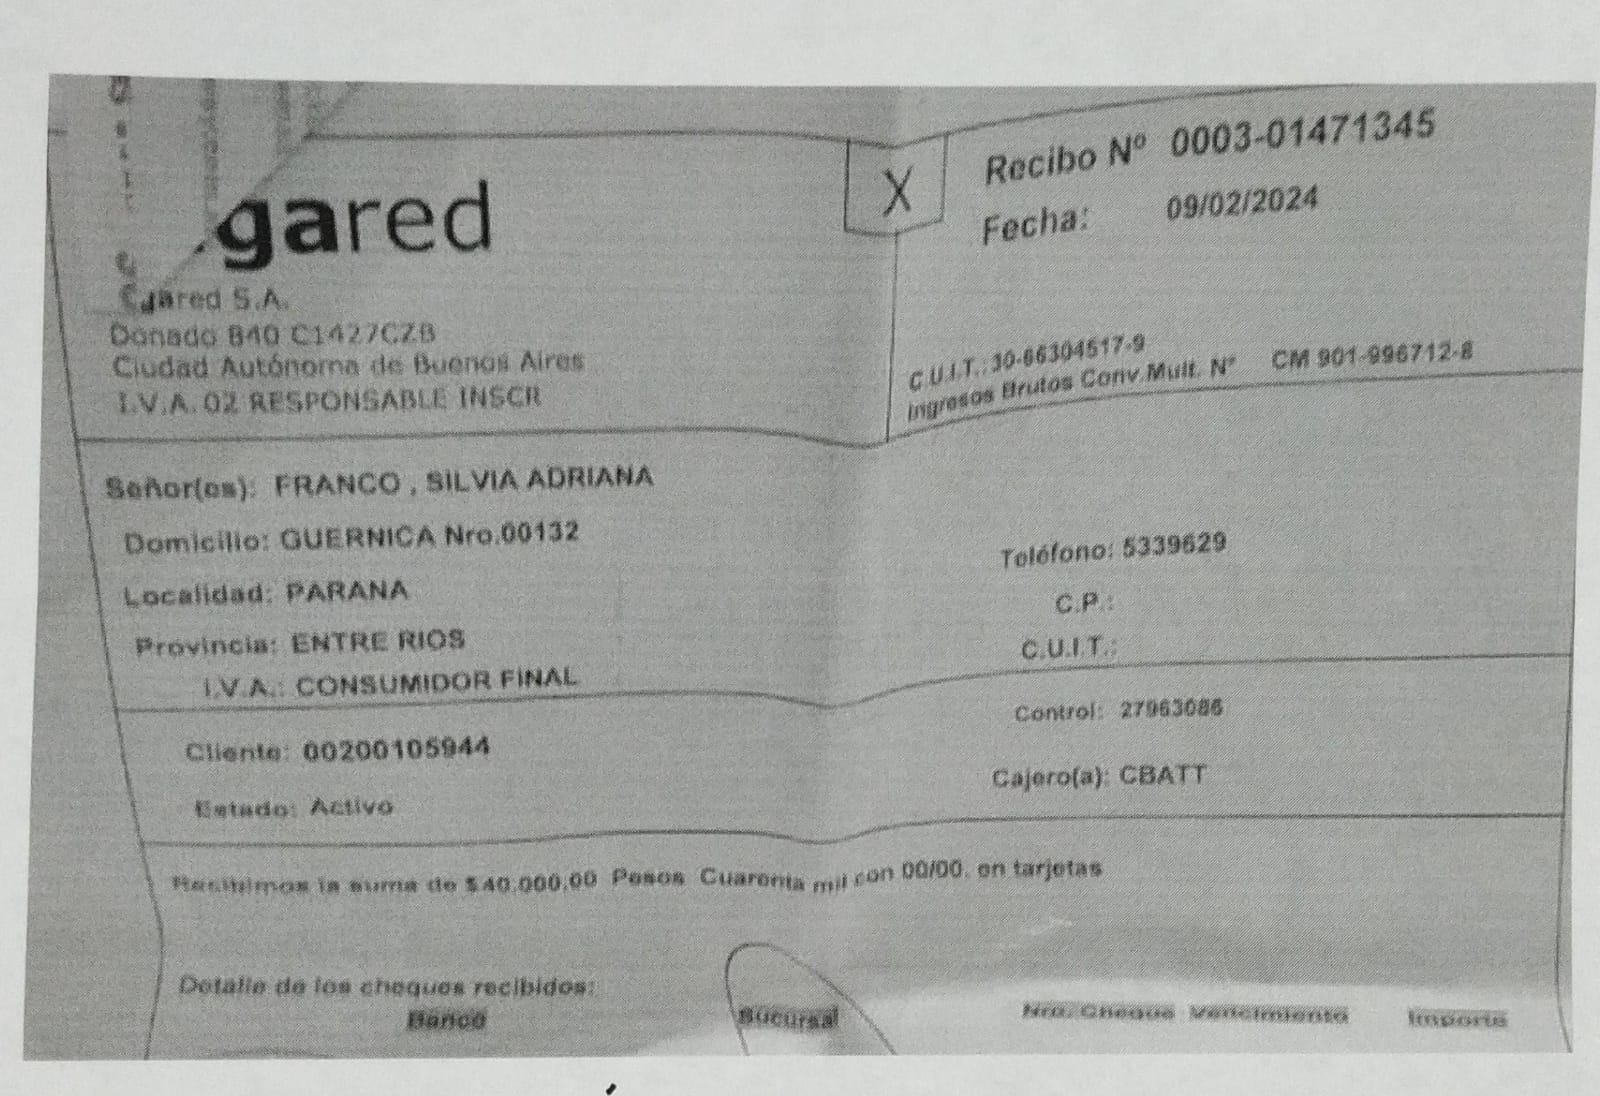 gared
Donado 840 C1427CZB
Ciudad Autónoma de Buenos Aires
I.V.A. 02 RESPONSABLE INSCR
X
Recibo Nº 0003-01471345
Fecha: 09/02/2024
C.U.I.T.: 30-66304517-9
Ingresos Brutos Conv.Mult. Nº CM 901-996712-8
Señor(es): FRANCO , SILVIA ADRIANA
Domicilio: GUERNICA Nro.00132
Localidad: PARANA
Provincia: ENTRE RIOS
I.V.A.: CONSUMIDOR FINAL
Teléfono: 5339629
C.P.:
C.U.I.T.:
Cliente: 00200105944
Estado: Activo
Control: 27963086
Cajero(a): CBATT
Recibimos la suma de $40.000,00 Pesos Cuarenta mil con 00/00. en tarjetas
Detalle de los cheques recibidos:
Banco Sucursal Nro. Cheque Vencimiento Importe